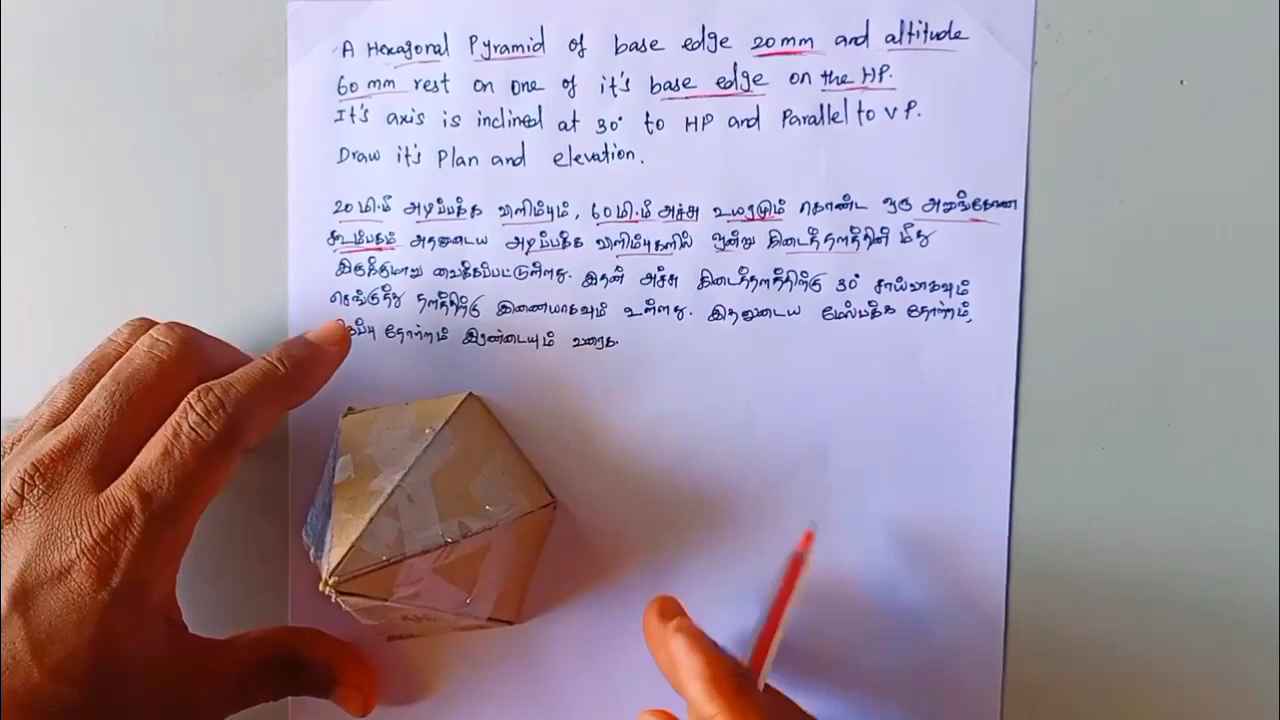 A Hexagonal Pyramid of base edge 20mm and altitude
60 mm rest on one of it's base edge on the HP.
It's axis is inclined at 30° to HP and Parallel to VP.
Draw it's Plan and elevation.
20 மி.மீ அடிப்பக்க விளிம்பும், 60 மி.மீ அச்சு உயரமும் கொண்ட ஒரு அறுங்கோண
கூம்பகம் அதனுடைய அடிப்பக்க விளிம்புகளில் ஒன்று கிடைத்தளத்தின் மீது
இருக்குமாறு வைக்கப்பட்டுள்ளது. இதன் அச்சு கிடைத்தளத்திற்கு 30° சாய்வாகவும்
செங்குத்து தளத்திற்கு இணையாகவும் உள்ளது. இதனுடைய மேல்பக்க தோற்றம்,
தோற்றம் இரண்டையும் வரைக.